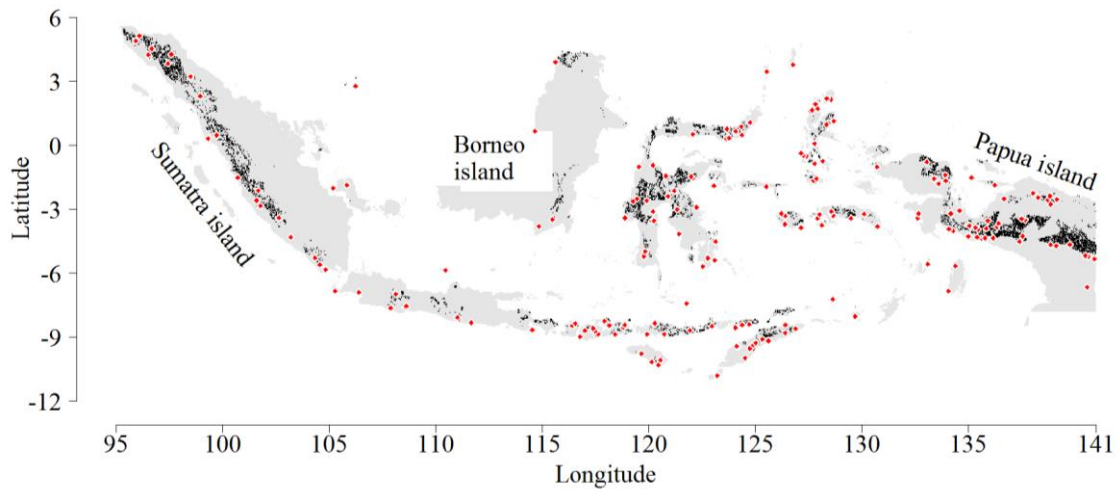 6
3
0
-3
-6
-9
-12
Latitude
Sumatra island
Borneo
island
Papua island
95 100 105 110 115 120 125 130 135 141
Longitude